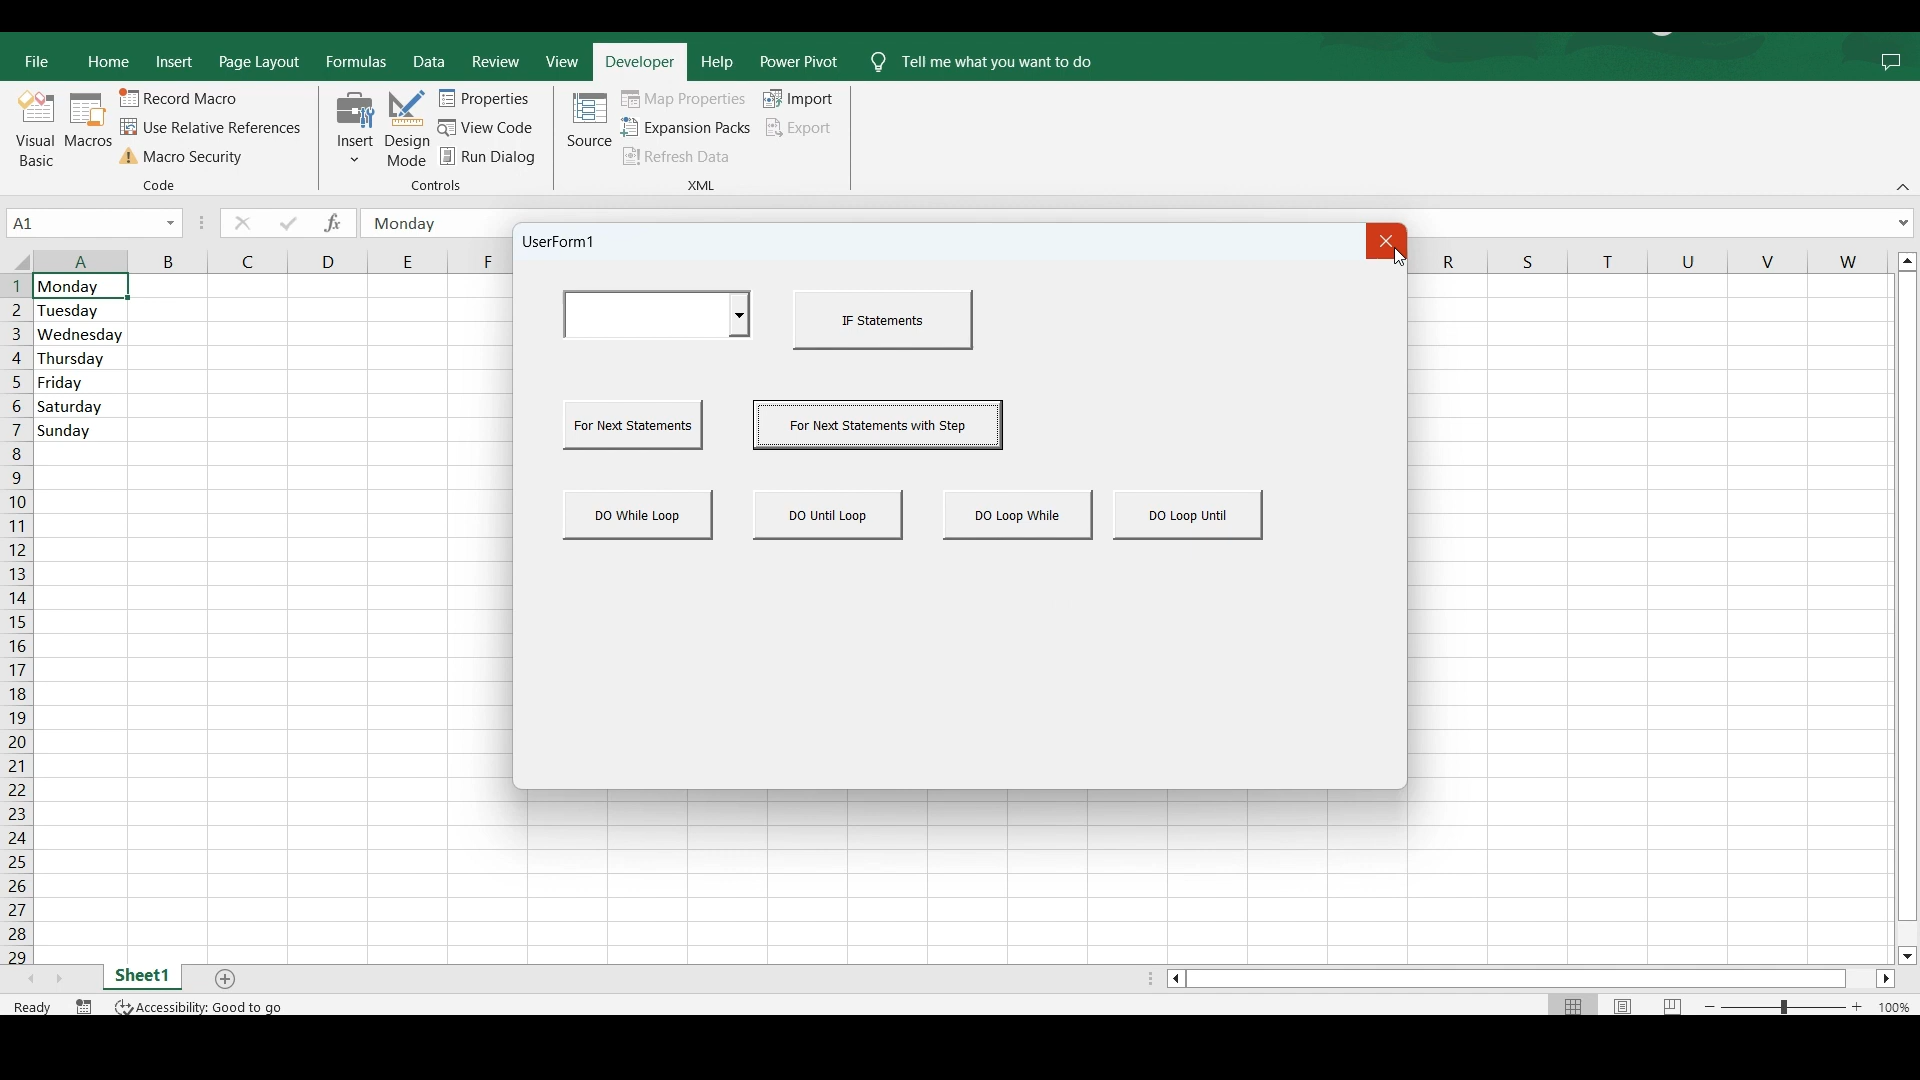 File Home Insert Page Layout Formulas Data Review View Developer Help Power Pivot Tell me what you want to do
Visual Basic
Macros
Record Macro
Use Relative References
Macro Security
Code
Insert
Design Mode
Properties
View Code
Run Dialog
Controls
Source
Map Properties
Expansion Packs
Refresh Data
Import
Export
XML
A1 fx Monday
A B C D E F R S T U V W
1 Monday
2 Tuesday
3 Wednesday
4 Thursday
5 Friday
6 Saturday
7 Sunday
8
9
10
11
12
13
14
15
16
17
18
19
20
21
22
23
24
25
26
27
28
29
UserForm1
IF Statements
For Next Statements For Next Statements with Step
DO While Loop DO Until Loop DO Loop While DO Loop Until
Sheet1
Ready Accessibility: Good to go 100%